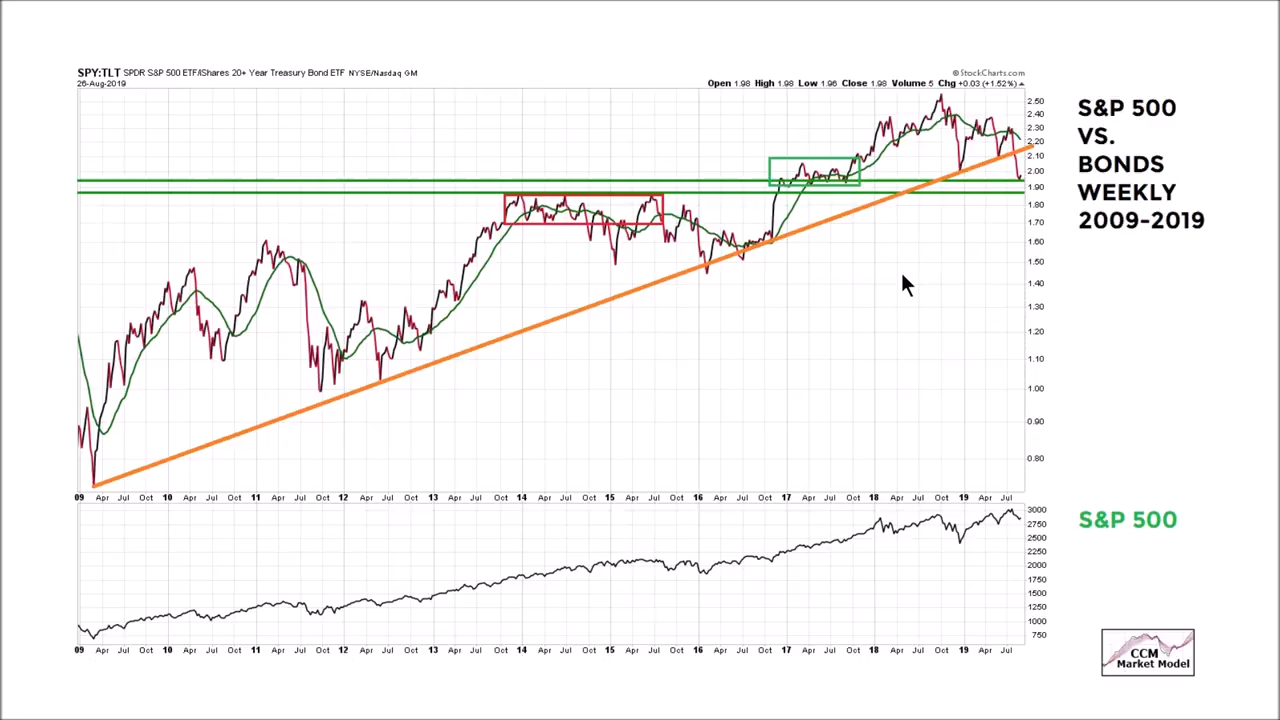 SPY:TLT SPDR S&P 500 ETF/iShares 20+ Year Treasury Bond ETF NYSE/Nasdaq GM
© StockCharts.com
26-Aug-2019
Open 1.98 High 1.98 Low 1.96 Close 1.98 Volume 5 Chg +0.03 (+1.52%)
2.50
2.40
2.30
2.20
2.10
2.00
1.90
1.80
1.70
1.60
1.50
1.40
1.30
1.20
1.10
1.00
0.90
0.80
09 Apr Jul Oct 10 Apr Jul Oct 11 Apr Jul Oct 12 Apr Jul Oct 13 Apr Jul Oct 14 Apr Jul Oct 15 Apr Jul Oct 16 Apr Jul Oct 17 Apr Jul Oct 18 Apr Jul Oct 19 Apr Jul
S&P 500
VS.
BONDS
WEEKLY
2009-2019
3000
2750
2500
2250
2000
1750
1500
1250
1000
750
09 Apr Jul Oct 10 Apr Jul Oct 11 Apr Jul Oct 12 Apr Jul Oct 13 Apr Jul Oct 14 Apr Jul Oct 15 Apr Jul Oct 16 Apr Jul Oct 17 Apr Jul Oct 18 Apr Jul Oct 19 Apr Jul
S&P 500
CCM
Market Model